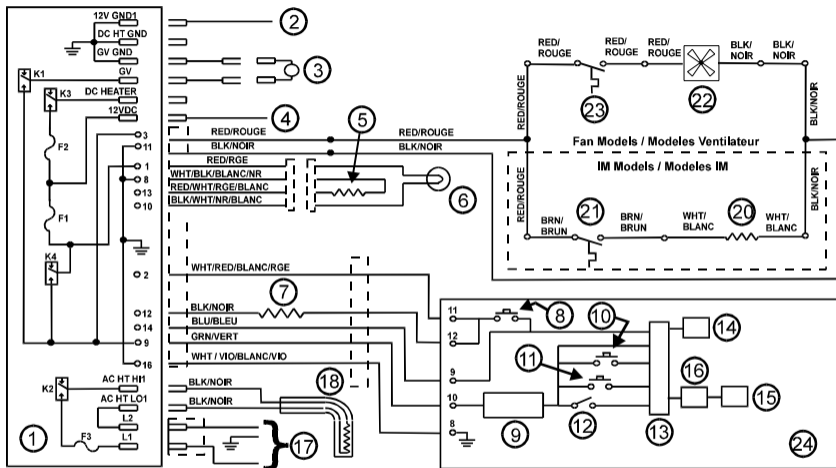 12V GND1
DC HT GND
GV GND
K1
GV
K3
DC HEATER
12VDC
F2
3
11
1
8
13
10
F1
K4
2
12
14
9
16
AC HT HI1
K2
AC HT LO1
L2
F3
L1
1
2
3
4
RED/ROUGE
RED/ROUGE
BLK/NOIR
BLK/NOIR
5
RED/RGE
WHT/BLK/BLANC/NR
RED/WHT/RGE/BLANC
BLK/WHT/NR/BLANC
6
WHT/RED/BLANC/RGE
7
BLK/NOIR
BLU/BLEU
GRN/VERT
WHT / VIO/BLANC/VIO
BLK/NOIR
18
BLK/NOIR
17
RED/ROUGE
RED/ROUGE
RED/ROUGE
BLK/NOIR
BLK/NOIR
23
22
RED/ROUGE
BLK/NOIR
Fan Models / Modeles Ventilateur
IM Models / Modeles IM
RED/ROUGE
BLK/NOIR
BRN/BRUN
21
BRN/BRUN
WHT/BLANC
20
WHT/BLANC
11
8
12
10
14
11
9
16
15
10
9
12
13
8
24